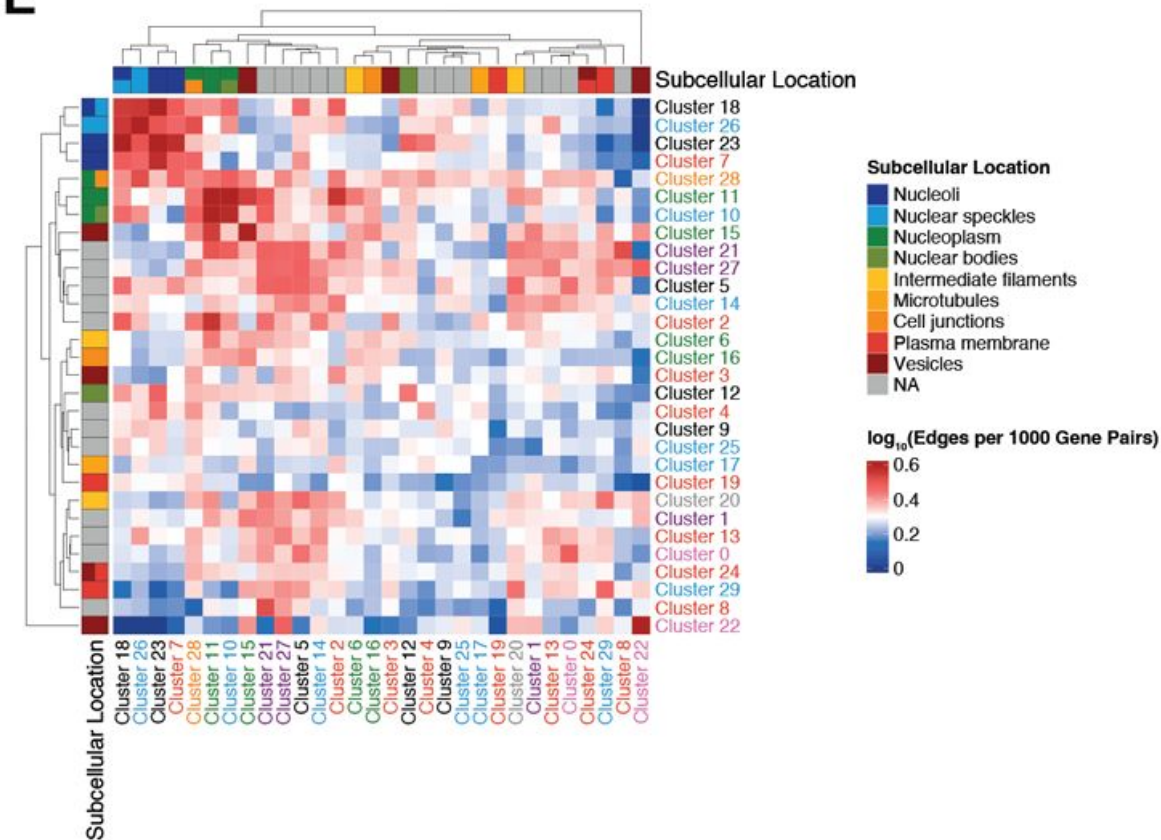 E
Subcellular Location
Cluster 18
Cluster 26
Cluster 23
Cluster 7
Cluster 28
Cluster 11
Cluster 10
Cluster 15
Cluster 21
Cluster 27
Cluster 5
Cluster 14
Cluster 2
Cluster 6
Cluster 16
Cluster 3
Cluster 12
Cluster 4
Cluster 9
Cluster 25
Cluster 17
Cluster 19
Cluster 20
Cluster 1
Cluster 13
Cluster 0
Cluster 24
Cluster 29
Cluster 8
Cluster 22
Subcellular Location
Nucleoli
Nuclear speckles
Nucleoplasm
Nuclear bodies
Intermediate filaments
Microtubules
Cell junctions
Plasma membrane
Vesicles
NA
log₁₀(Edges per 1000 Gene Pairs)
0.6
0.4
0.2
0
Subcellular Location
Cluster 18
Cluster 26
Cluster 23
Cluster 7
Cluster 28
Cluster 11
Cluster 10
Cluster 15
Cluster 21
Cluster 27
Cluster 5
Cluster 14
Cluster 2
Cluster 6
Cluster 16
Cluster 3
Cluster 12
Cluster 4
Cluster 9
Cluster 25
Cluster 17
Cluster 19
Cluster 20
Cluster 1
Cluster 13
Cluster 0
Cluster 24
Cluster 29
Cluster 8
Cluster 22